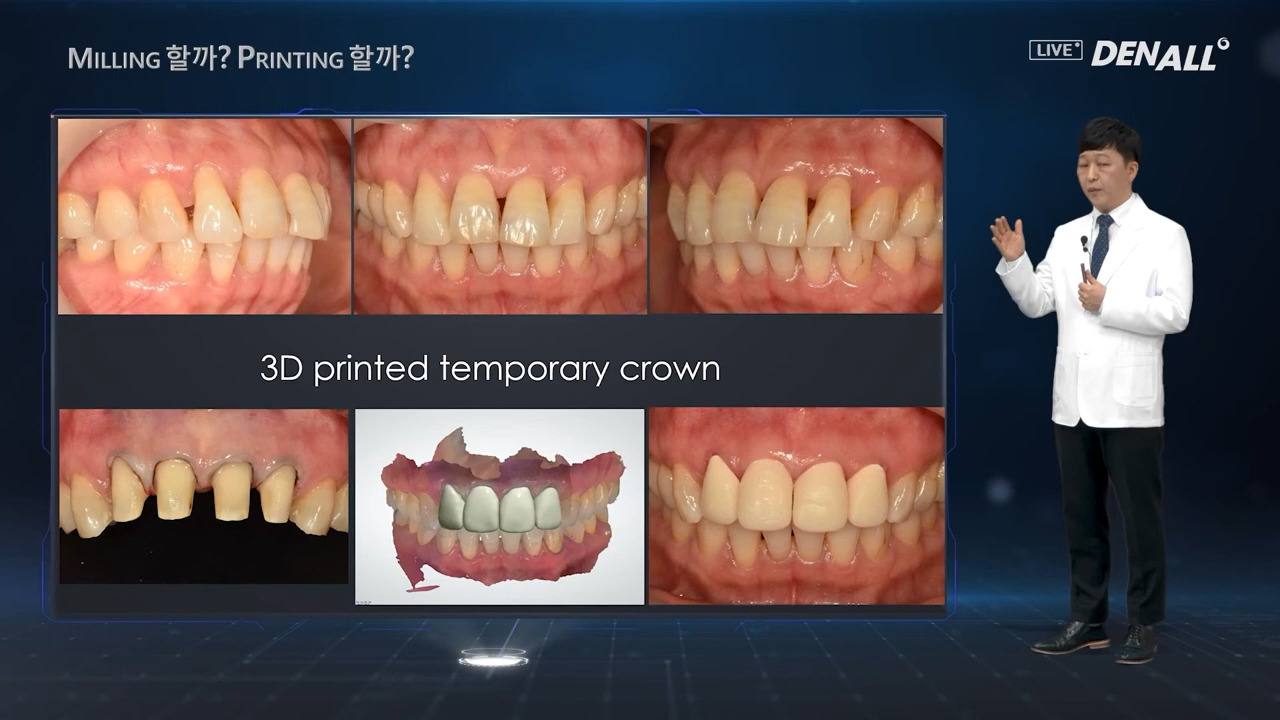 MILLING 할까? PRINTING 할까?
LIVE
DENALL
3D printed temporary crown